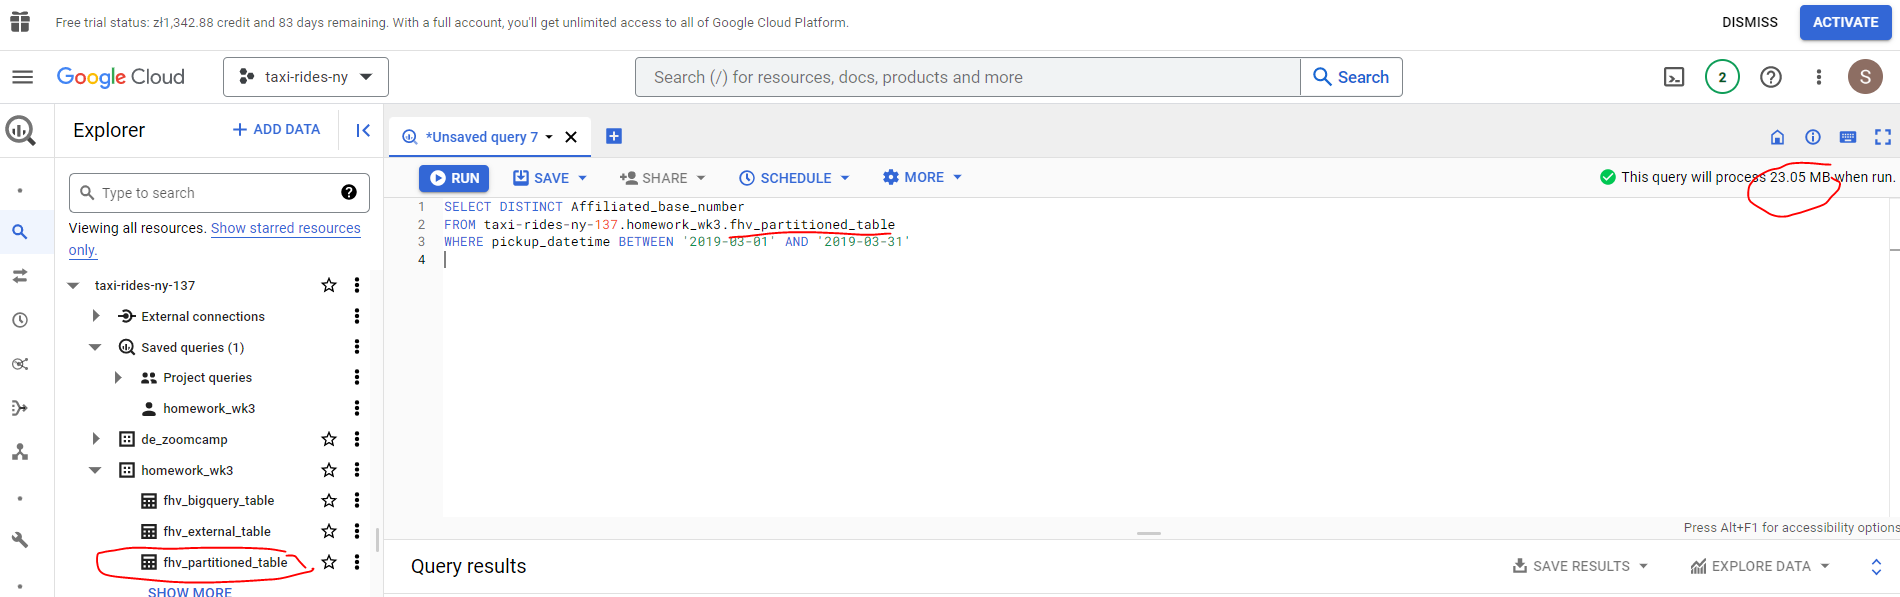 Free trial status: zł1,342.88 credit and 83 days remaining. With a full account, you'll get unlimited access to all of Google Cloud Platform.
DISMISS
ACTIVATE
Google Cloud
taxi-rides-ny
Search (/) for resources, docs, products and more
Search
2
S
Explorer
+ ADD DATA
*Unsaved query 7
Type to search
Viewing all resources. Show starred resources
only.
taxi-rides-ny-137
External connections
Saved queries (1)
Project queries
homework_wk3
de_zoomcamp
homework_wk3
fhv_bigquery_table
fhv_external_table
fhv_partitioned_table
SHOW MORE
RUN
SAVE
SHARE
SCHEDULE
MORE
This query will process 23.05 MB when run.
1 SELECT DISTINCT Affiliated_base_number
2 FROM taxi-rides-ny-137.homework_wk3.fhv_partitioned_table
3 WHERE pickup_datetime BETWEEN '2019-03-01' AND '2019-03-31'
4
Press Alt+F1 for accessibility options
Query results
SAVE RESULTS
EXPLORE DATA